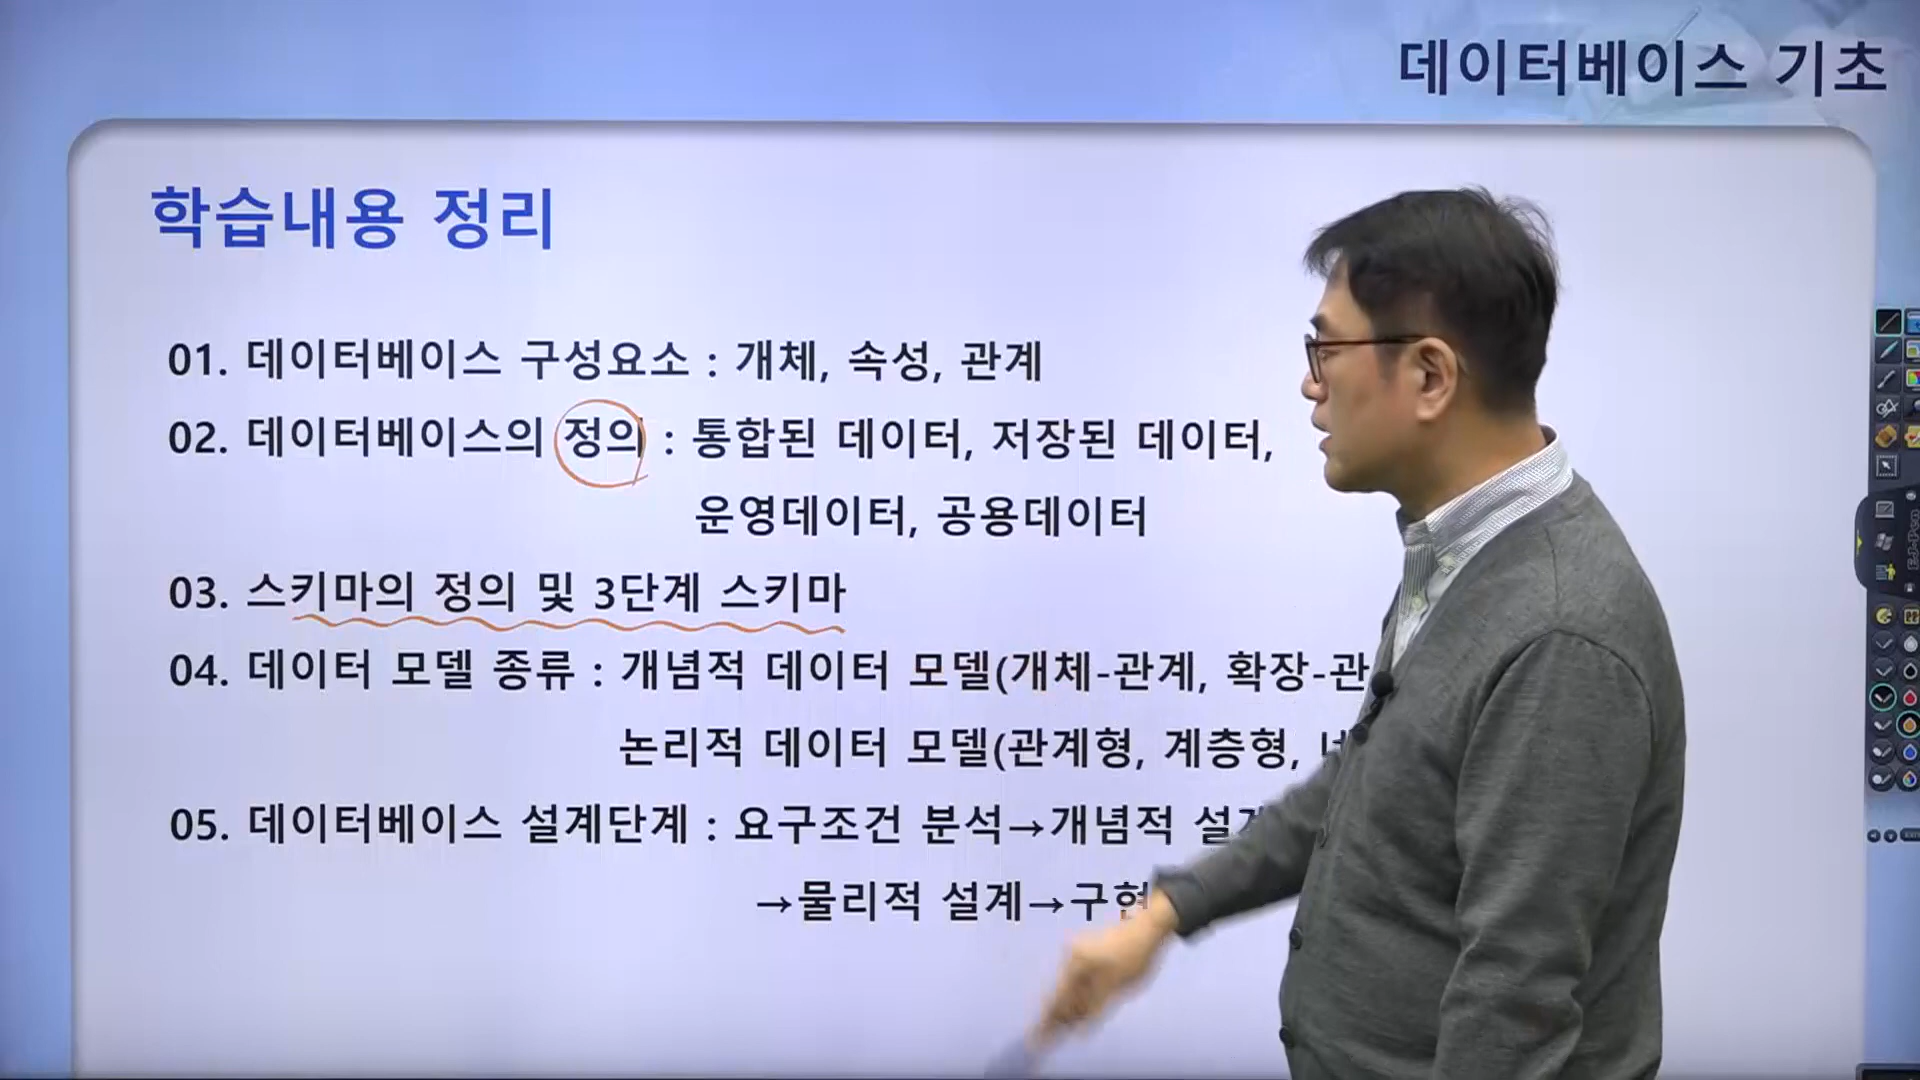 데이터베이스 기초
학습내용 정리
01. 데이터베이스 구성요소 : 개체, 속성, 관계
02. 데이터베이스의 정의 : 통합된 데이터, 저장된 데이터,
운영데이터, 공용데이터
03. 스키마의 정의 및 3단계 스키마
04. 데이터 모델 종류 : 개념적 데이터 모델(개체-관계, 확장-관
논리적 데이터 모델(관계형, 계층형,
05. 데이터베이스 설계단계 : 요구조건 분석→개념적 설계
→물리적 설계→구현